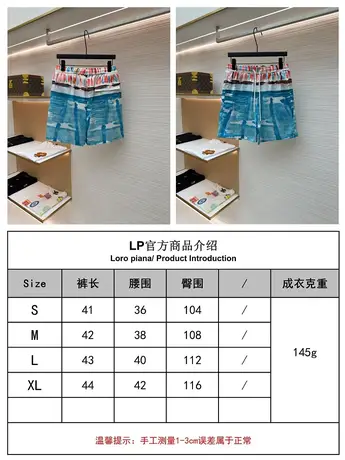 LP官方商品介绍
Loro piana/ Product Introduction
Size 裤长 腰围 臀围 / 成衣克重
S 41 36 104 /
M 42 38 108 /
L 43 40 112 /
XL 44 42 116 /
145g
温馨提示：手工测量1-3cm误差属于正常